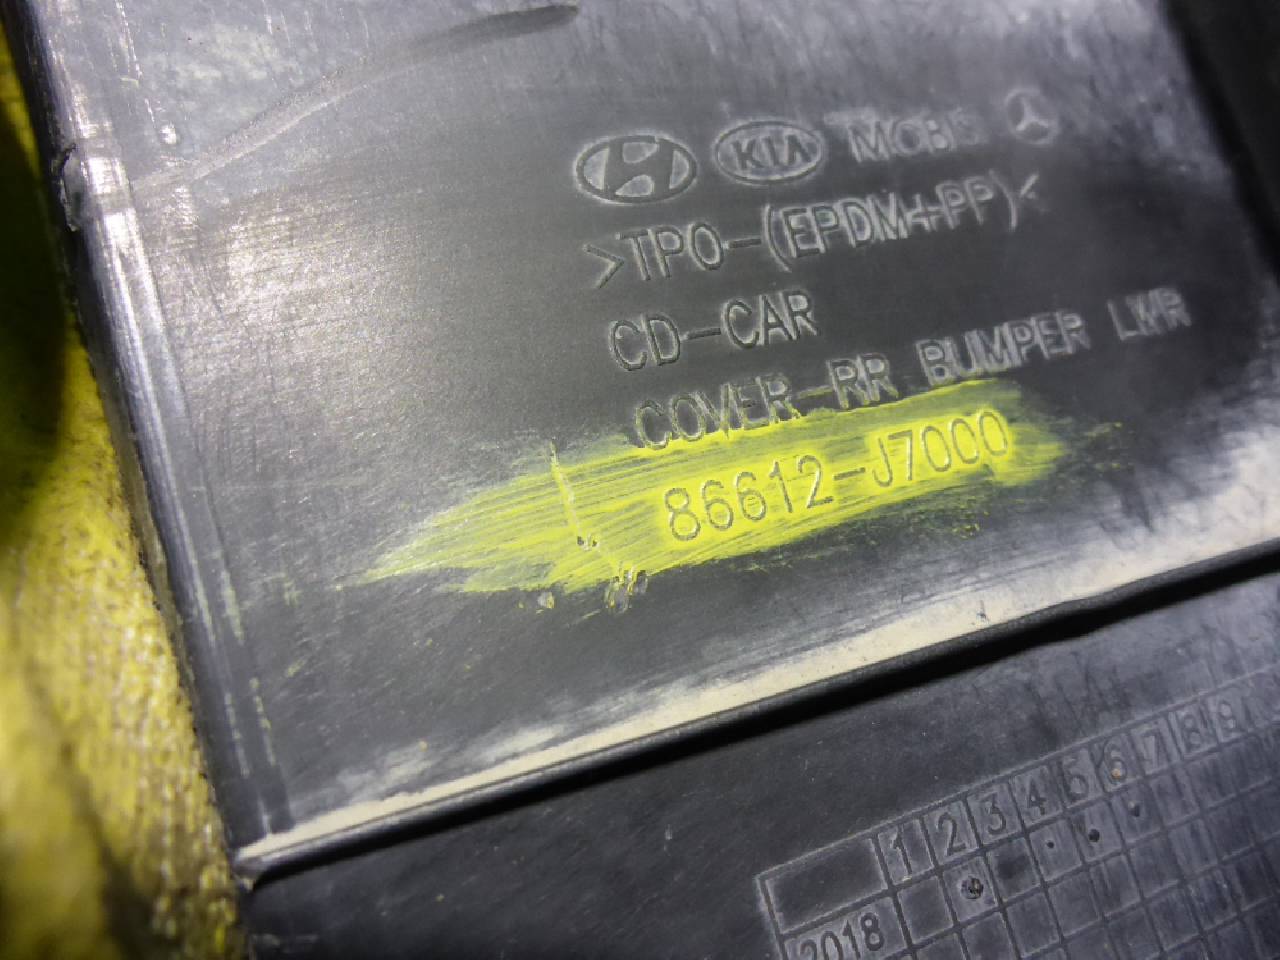 KIA MOBIS
>TPO-(EPDM+PP)<
CD-CAR
COVER-RR BUMPER LWR
86612-J7000
1 2 3 4 5 6 7 8 9
2018